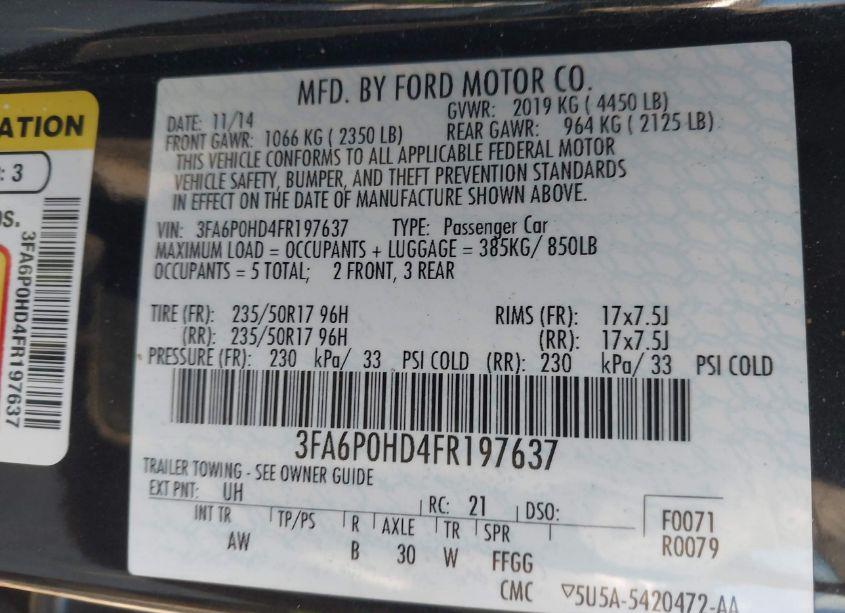 ATION
: 3
OS.
3FA6P0HD4FR197637
MFD. BY FORD MOTOR CO.
DATE: 11/14 GVWR: 2019 KG ( 4450 LB)
FRONT GAWR: 1066 KG ( 2350 LB) REAR GAWR: 964 KG ( 2125 LB)
THIS VEHICLE CONFORMS TO ALL APPLICABLE FEDERAL MOTOR
VEHICLE SAFETY, BUMPER, AND THEFT PREVENTION STANDARDS
IN EFFECT ON THE DATE OF MANUFACTURE SHOWN ABOVE.
VIN: 3FA6P0HD4FR197637 TYPE: Passenger Car
MAXIMUM LOAD = OCCUPANTS + LUGGAGE = 385KG/ 850LB
OCCUPANTS = 5 TOTAL; 2 FRONT, 3 REAR
TIRE (FR): 235/50R17 96H RIMS (FR): 17x7.5J
(RR): 235/50R17 96H (RR): 17x7.5J
PRESSURE (FR): 230 kPa/ 33 PSI COLD (RR): 230 kPa/ 33 PSI COLD
3FA6P0HD4FR197637
TRAILER TOWING - SEE OWNER GUIDE
EXT PNT: UH RC: 21 DSO: F0071
INT TR TP/PS R AXLE TR SPR R0079
AW B 30 W FFGG
CMC ▽5U5A-5420472-AA